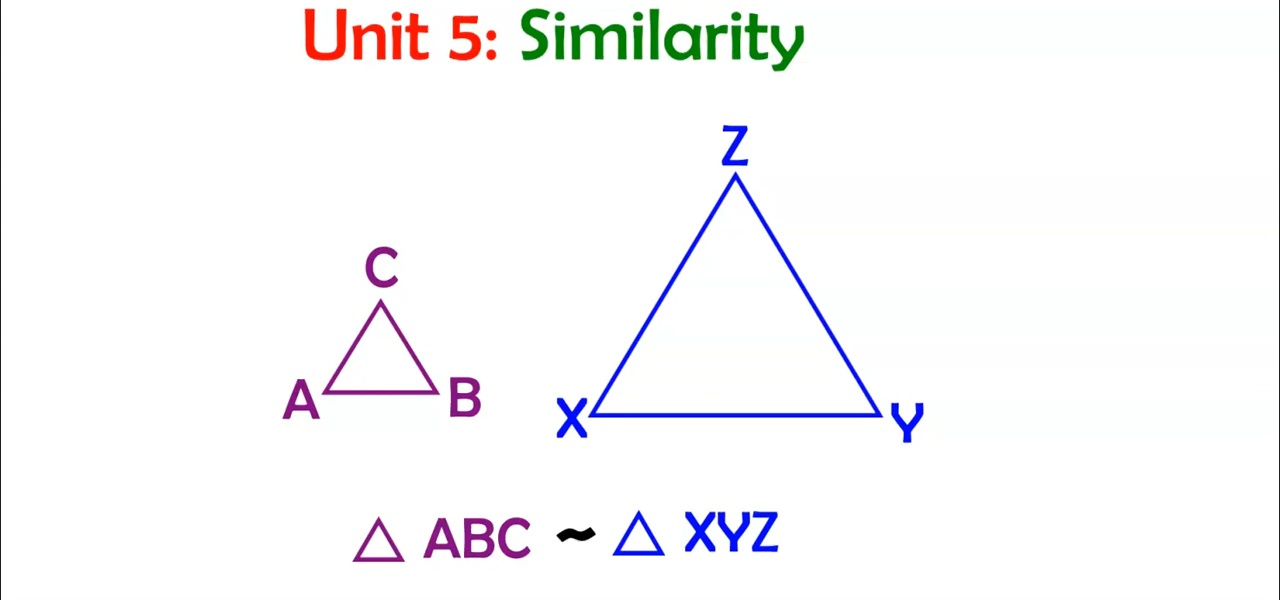 Unit 5: Similarity
Z
C
A
B
X
Y
△ ABC ~ △ XYZ